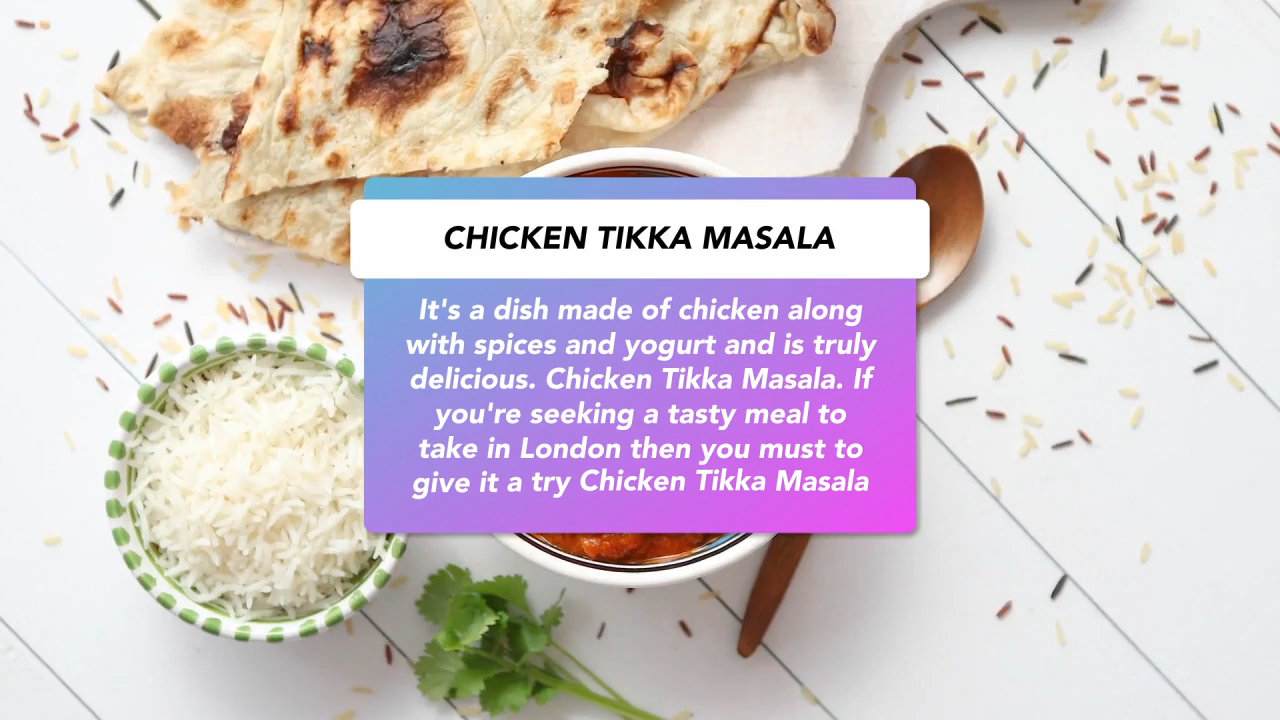 CHICKEN TIKKA MASALA
It's a dish made of chicken along
with spices and yogurt and is truly
delicious. Chicken Tikka Masala. If
you're seeking a tasty meal to
take in London then you must to
give it a try Chicken Tikka Masala